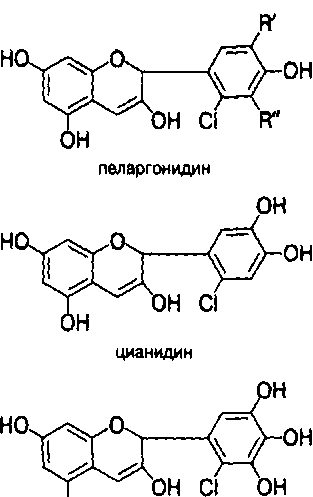 R'
HO O
OH
OH Cl R"
OH
пеларгонидин
OH
HO O
OH
OH Cl
OH
цианидин
OH
HO O
OH
OH Cl OH